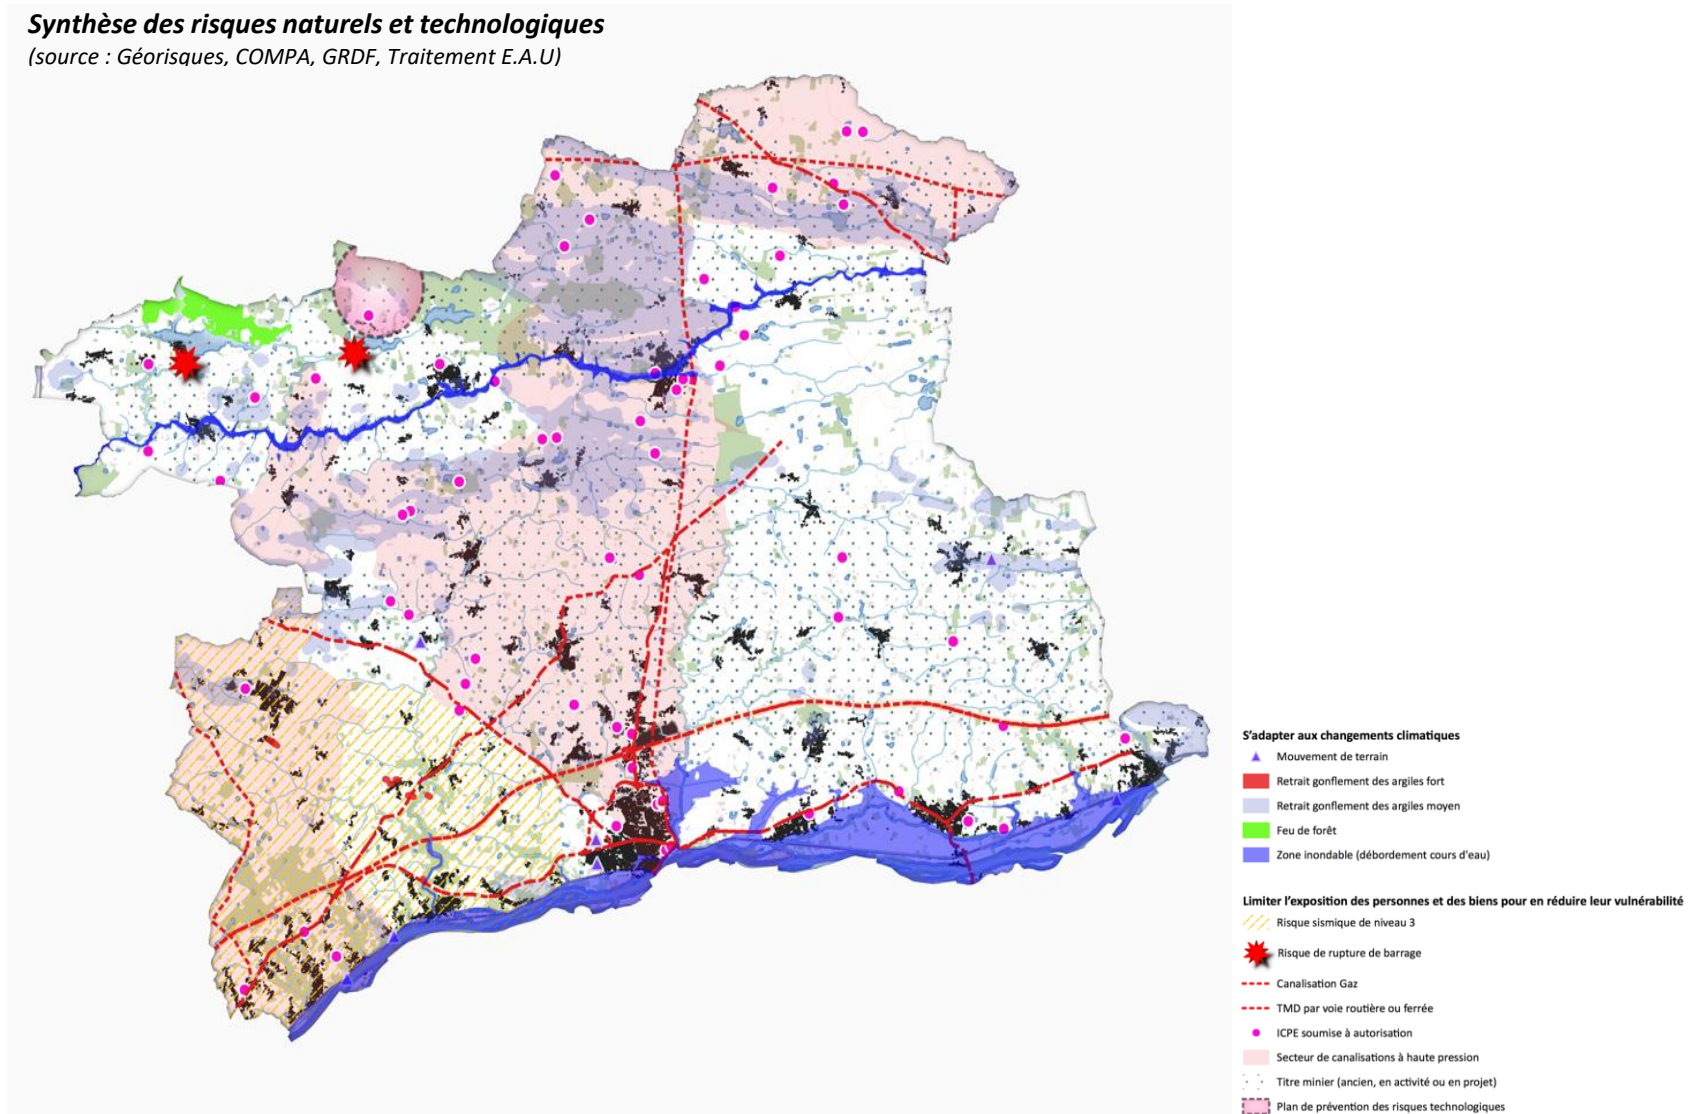 Synthèse des risques naturels et technologiques
(source : Géorisques, COMPA, GRDF, Traitement E.A.U)
S'adapter aux changements climatiques
Mouvement de terrain
Retrait gonflement des argiles fort
Retrait gonflement des argiles moyen
Feu de forêt
Zone inondable (débordement cours d'eau)
Limiter l'exposition des personnes et des biens pour en réduire leur vulnérabilité
Risque sismique de niveau 3
Risque de rupture de barrage
Canalisation Gaz
TMD par voie routière ou ferrée
ICPE soumise à autorisation
Secteur de canalisations à haute pression
Titre minier (ancien, en activité ou en projet)
Plan de prévention des risques technologiques